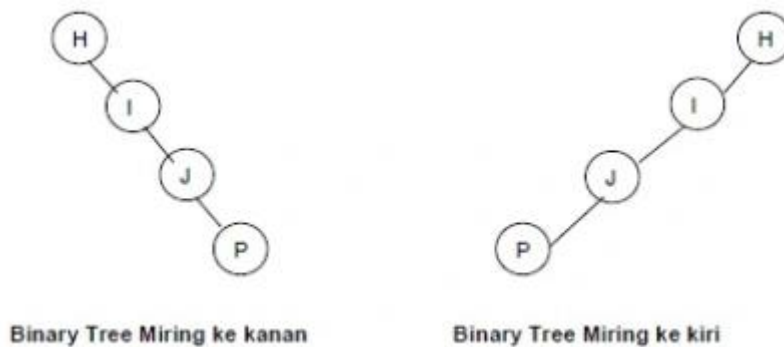 H
I
J
P
Binary Tree Miring ke kanan
H
I
J
P
Binary Tree Miring ke kiri